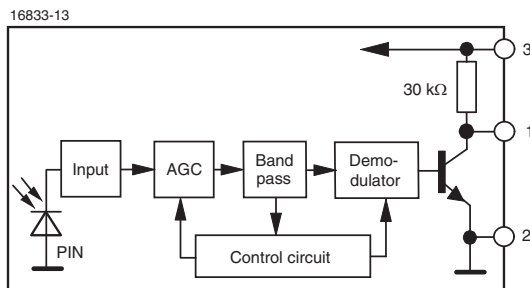 16833-13
3
30 kΩ
1
Input
AGC
Band
pass
Demo-
dulator
PIN
Control circuit
2